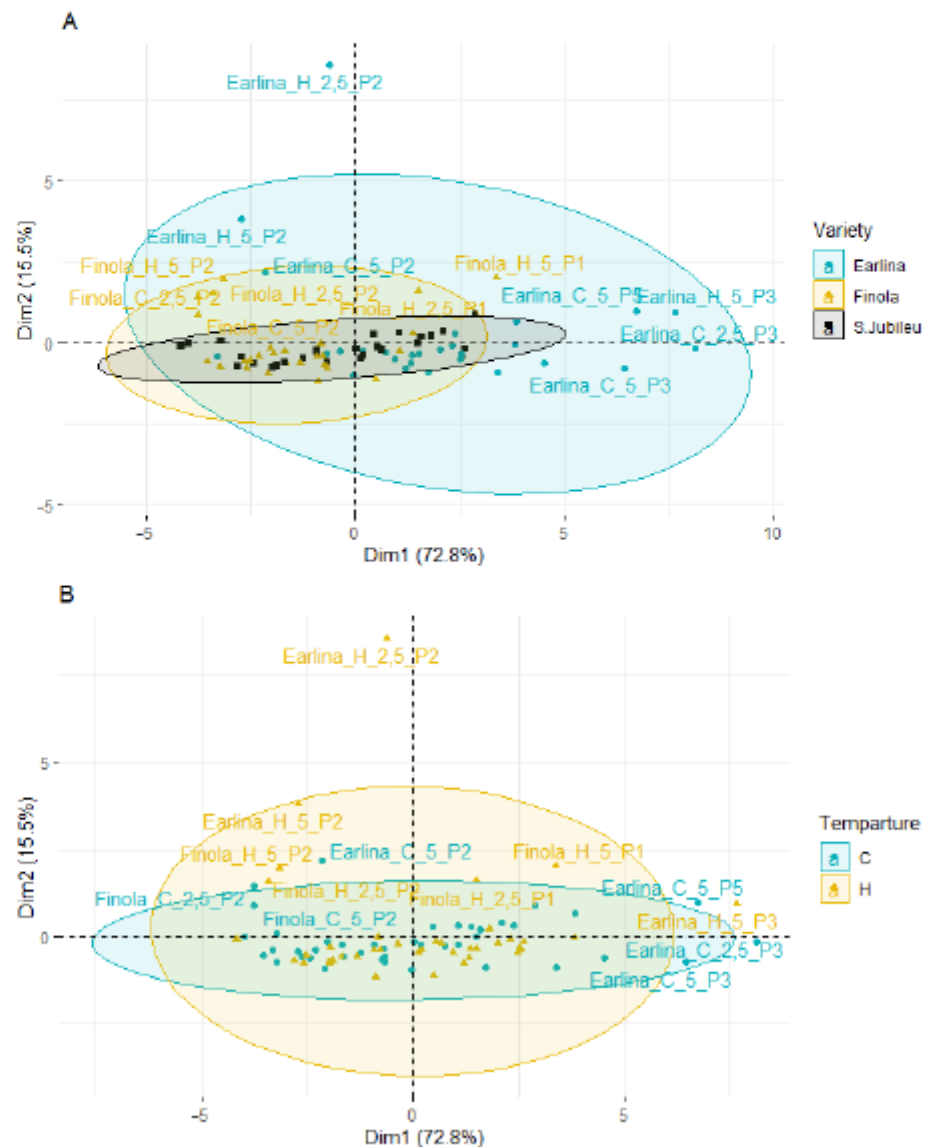 A
Earlina_H_2,5_P2
5
Earlina_H_5_P2
Finola_H_5_P2
Earlina_C_5_P2
Finola_H_5_P1
Finola_C_2,5_P2
Finola_H_2,5_P2
Earlina_C_5_P5
Earlina_H_5_P3
Finola_H_2,5_P1
Finola_C_5_P2
Earlina_C_2,5_P3
0
Earlina_C_5_P3
-5
Dim2 (15.5%)
-5
0
5
10
Dim1 (72.8%)
Variety
a Earlina
a Finola
a S.Jubileu
B
Earlina_H_2,5_P2
5
Earlina_H_5_P2
Finola_H_5_P2
Earlina_C_5_P2
Finola_H_5_P1
Finola_C_2,5_P2
Finola_H_2,5_P2
Finola_H_2,5_P1
Earlina_C_5_P5
Finola_C_5_P2
Earlina_H_5_P3
0
Earlina_C_2,5_P3
Earlina_C_5_P3
Dim2 (15.5%)
-5
0
5
Dim1 (72.8%)
Temparture
a C
a H